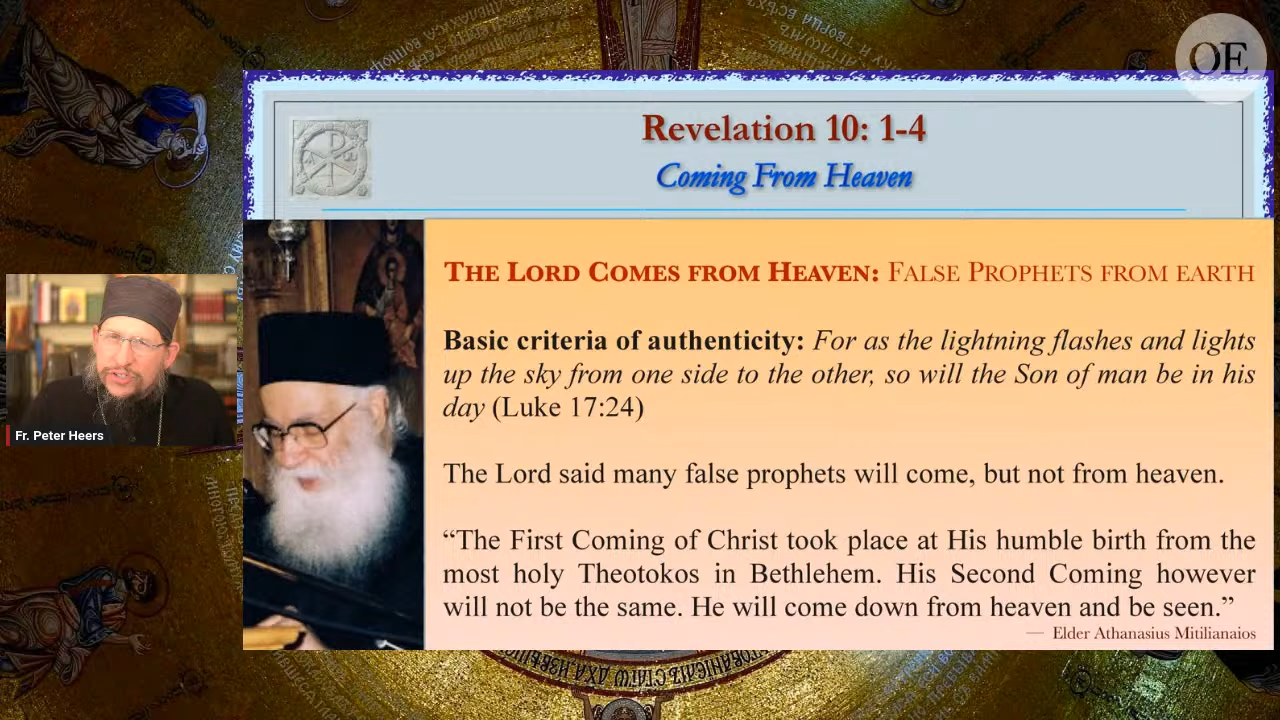 OE
Revelation 10: 1-4
Coming From Heaven
THE LORD COMES FROM HEAVEN: FALSE PROPHETS FROM EARTH
Basic criteria of authenticity: For as the lightning flashes and lights
up the sky from one side to the other, so will the Son of man be in his
day (Luke 17:24)
The Lord said many false prophets will come, but not from heaven.
“The First Coming of Christ took place at His humble birth from the
most holy Theotokos in Bethlehem. His Second Coming however
will not be the same. He will come down from heaven and be seen.”
— Elder Athanasius Mitilianaios
Fr. Peter Heers